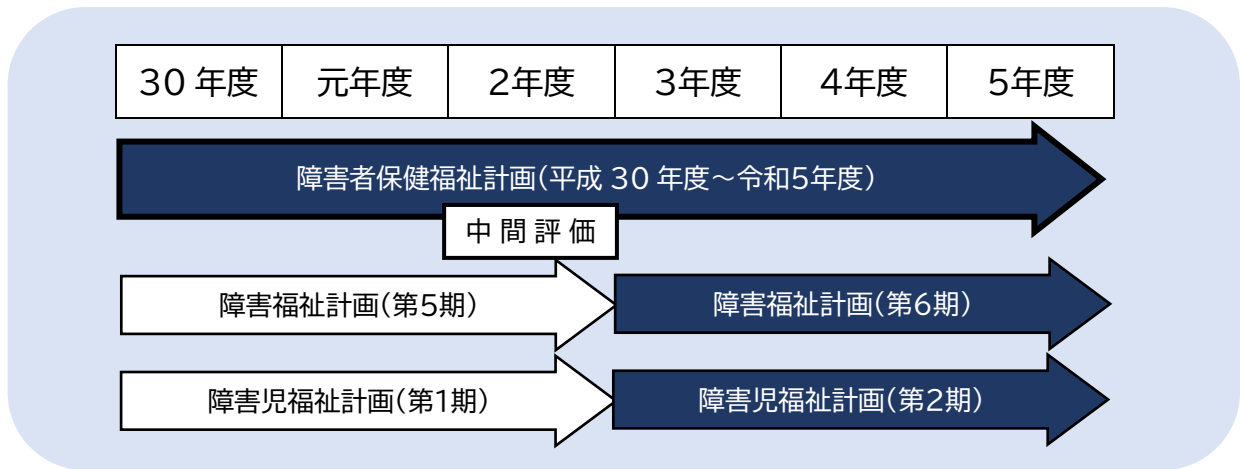 30 年度 元年度 2年度 3年度 4年度 5年度
障害者保健福祉計画(平成 30 年度~令和5年度)
中 間 評 価
障害福祉計画(第5期) 障害福祉計画(第6期)
障害児福祉計画(第1期) 障害児福祉計画(第2期)